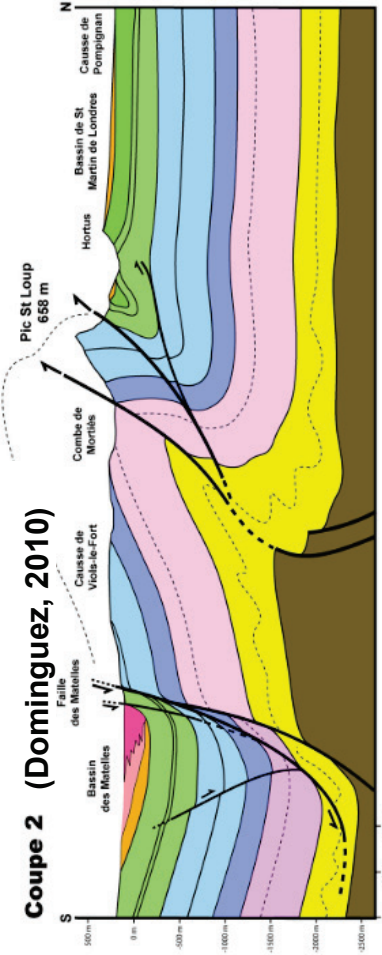 Coupe 2 (Dominguez, 2010)
S
N
Bassin
des Matelles
Faille
des Matelles
Causse de
Viols-le-Fort
Combe de
Mortiès
Pic St Loup
658 m
Hortus
Bassin de St
Martin de Londres
Causse de
Pompignan
500 m
0 m
-500 m
-1000 m
-1500 m
-2000 m
-2500 m